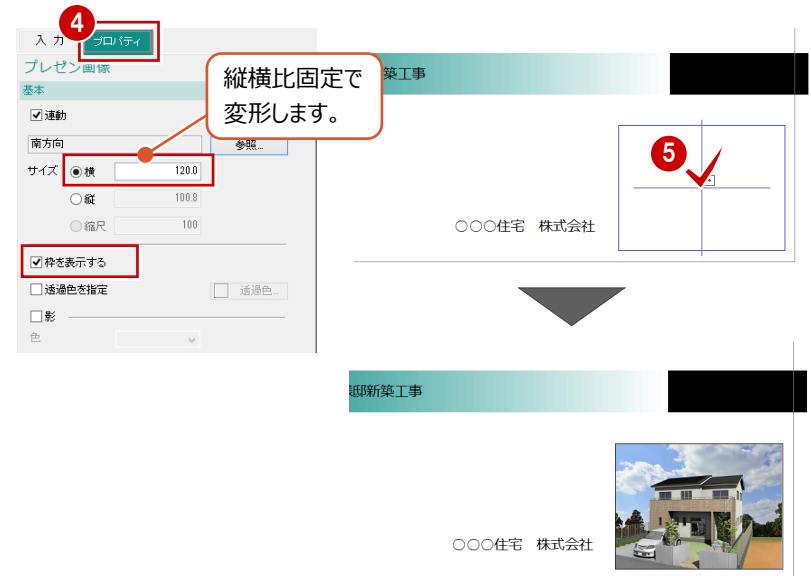 4
入力 プロパティ
プレゼン画像
基本
連動
南方向 参照...
サイズ 横 120.0
縦 100.8
縮尺 100
枠を表示する
透過色を指定 透過色...
影
色
縦横比固定で
変形します。
築工事
5
○○○住宅 株式会社
邸新築工事
○○○住宅 株式会社